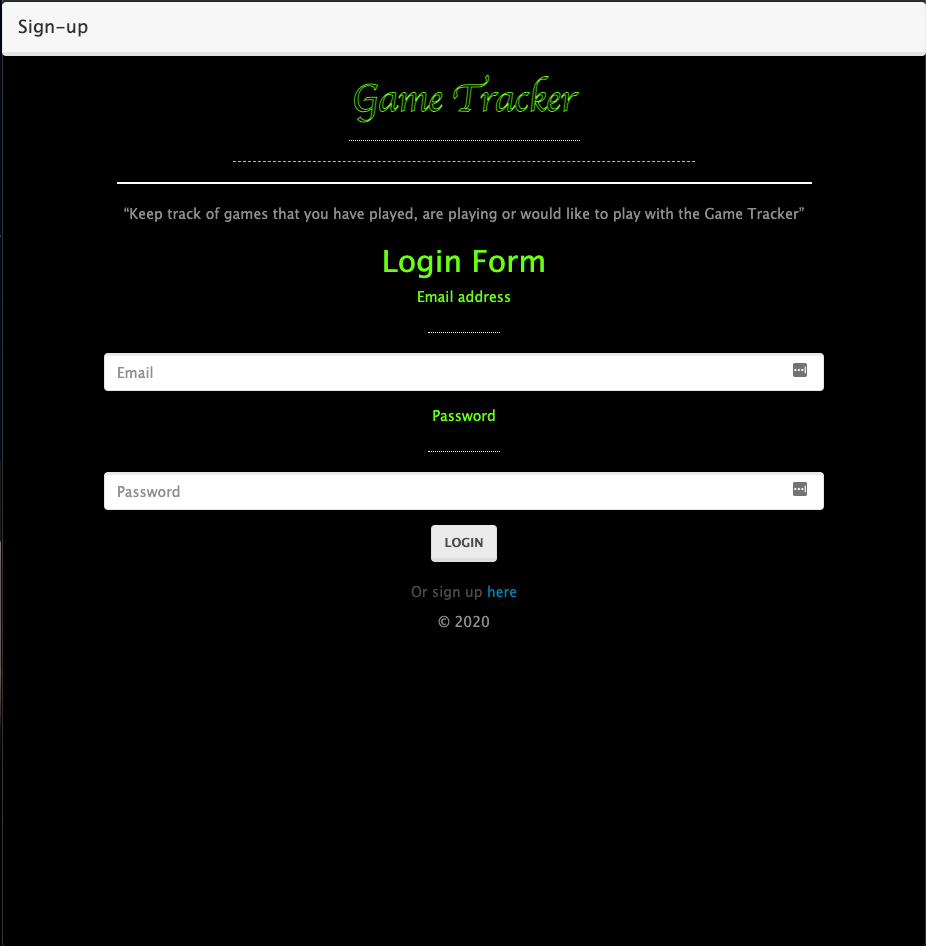 Sign-up
Game Tracker
“Keep track of games that you have played, are playing or would like to play with the Game Tracker”
Login Form
Email address
Email
Password
Password
LOGIN
Or sign up here
© 2020